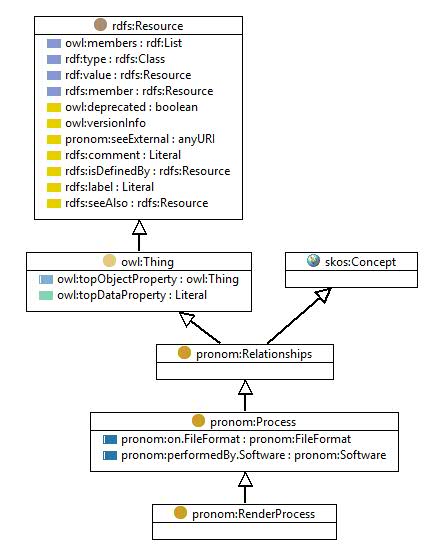 rdfs:Resource
owl:members : rdf:List
rdf:type : rdfs:Class
rdf:value : rdfs:Resource
rdfs:member : rdfs:Resource
owl:deprecated : boolean
owl:versionInfo
pronom:seeExternal : anyURI
rdfs:comment : Literal
rdfs:isDefinedBy : rdfs:Resource
rdfs:label : Literal
rdfs:seeAlso : rdfs:Resource
owl:Thing
owl:topObjectProperty : owl:Thing
owl:topDataProperty : Literal
skos:Concept
pronom:Relationships
pronom:Process
pronom:on.FileFormat : pronom:FileFormat
pronom:performedBy.Software : pronom:Software
pronom:RenderProcess